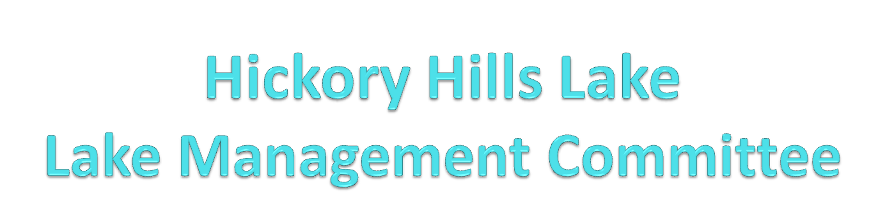 Hickory Hills Lake
Lake Management Committee